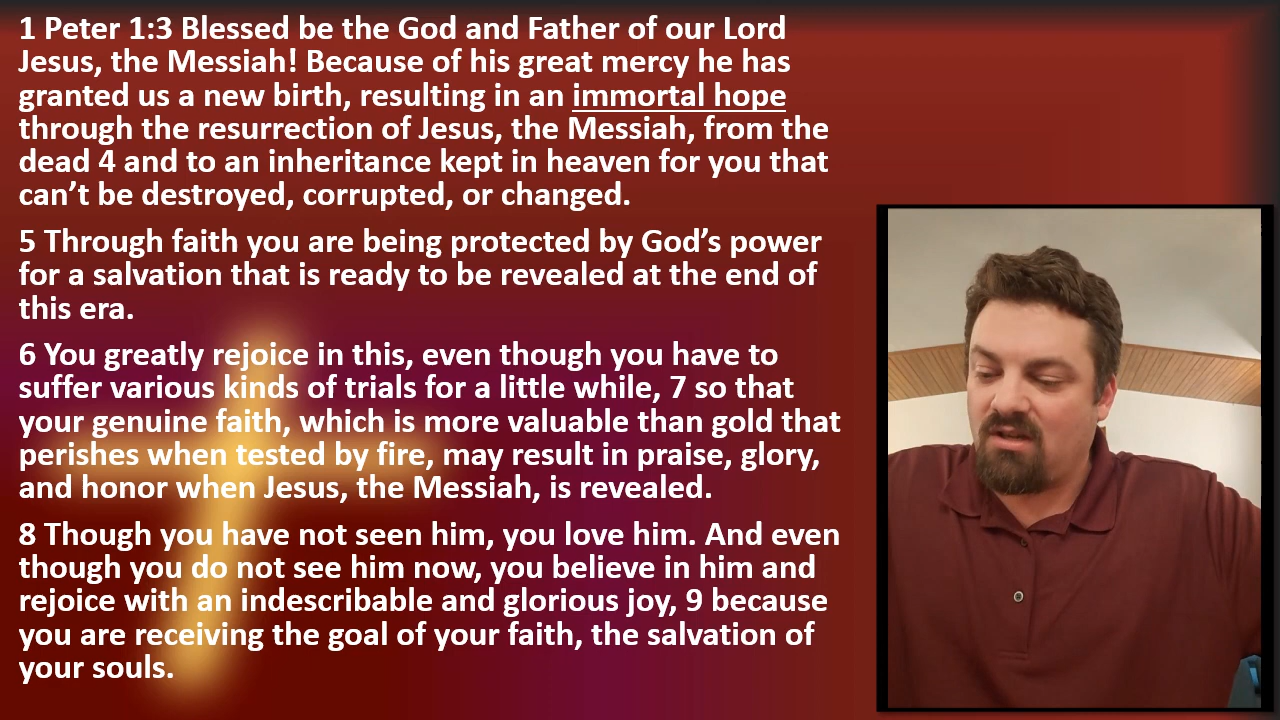 1 Peter 1:3 Blessed be the God and Father of our Lord
Jesus, the Messiah! Because of his great mercy he has
granted us a new birth, resulting in an immortal hope
through the resurrection of Jesus, the Messiah, from the
dead 4 and to an inheritance kept in heaven for you that
can’t be destroyed, corrupted, or changed.
5 Through faith you are being protected by God’s power
for a salvation that is ready to be revealed at the end of
this era.
6 You greatly rejoice in this, even though you have to
suffer various kinds of trials for a little while, 7 so that
your genuine faith, which is more valuable than gold that
perishes when tested by fire, may result in praise, glory,
and honor when Jesus, the Messiah, is revealed.
8 Though you have not seen him, you love him. And even
though you do not see him now, you believe in him and
rejoice with an indescribable and glorious joy, 9 because
you are receiving the goal of your faith, the salvation of
your souls.